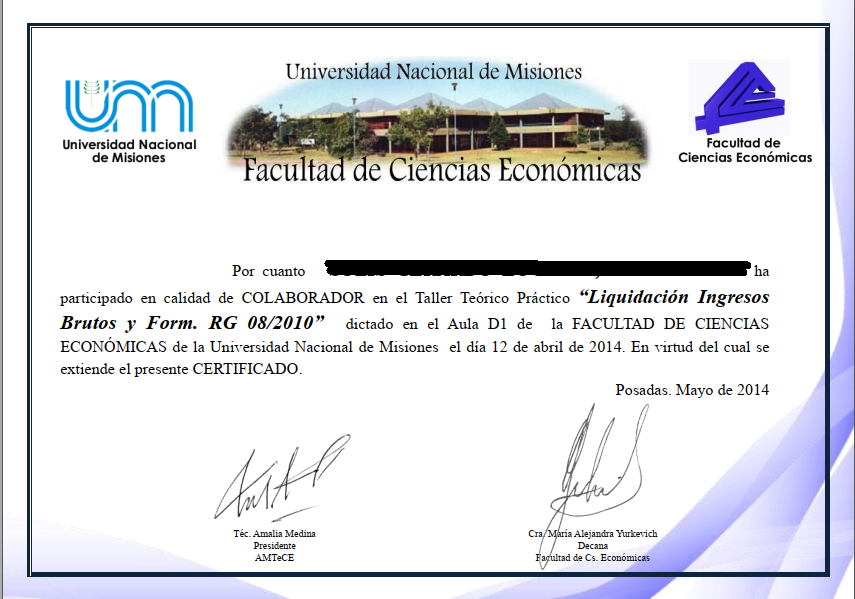 Universidad Nacional de Misiones
Universidad Nacional
de Misiones
Facultad de Ciencias Económicas
Facultad de
Ciencias Económicas
Por cuanto ha
participado en calidad de COLABORADOR en el Taller Teórico Práctico “Liquidación Ingresos
Brutos y Form. RG 08/2010” dictado en el Aula D1 de la FACULTAD DE CIENCIAS
ECONÓMICAS de la Universidad Nacional de Misiones el día 12 de abril de 2014. En virtud del cual se
extiende el presente CERTIFICADO.
Posadas. Mayo de 2014
Téc. Amalia Medina
Presidente
AMTeCE
Cra. María Alejandra Yurkevich
Decana
Facultad de Cs. Económicas